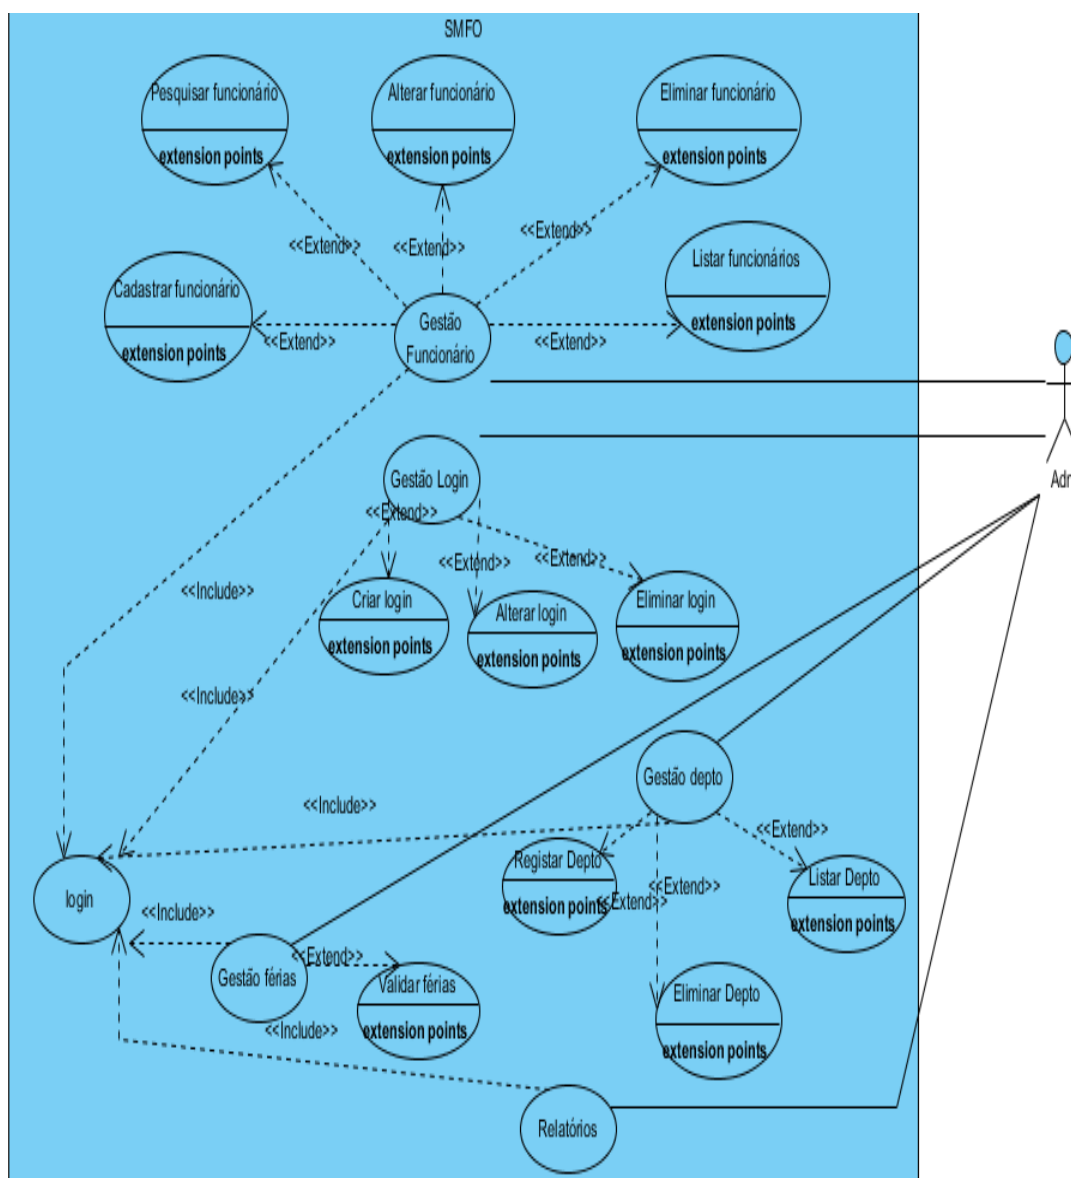 SMFO
Pesquisar funcionário
extension points
Alterar funcionário
extension points
Eliminar funcionário
extension points
<<Extend>>
<<Extend>>
<<Extend>>
Cadastrar funcionário
extension points
Listar funcionários
extension points
<<Extend>>
Gestão
Funcionário
<<Extend>>
Gestão Login
Adm
<<Extend>>
<<Extend>>
<<Extend>>
<<Include>>
Criar login
extension points
Alterar login
extension points
Eliminar login
extension points
<<Include>>
Gestão depto
<<Include>>
<<Extend>>
Registar Depto
extension points
<<Extend>>
<<Extend>>
Listar Depto
extension points
login
<<Include>>
Gestão férias
<<Extend>>
Validar férias
extension points
Eliminar Depto
extension points
<<Include>>
Relatórios